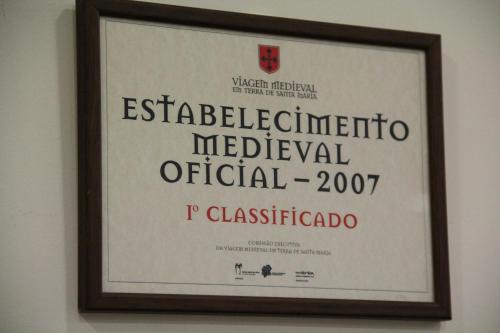 VIAGEM MEDIEVAL
EM TERRA DE SANTA MARIA
ESTABELECIMENTO
MEDIEVAL
OFICIAL – 2007
1º CLASSIFICADO
COMISSÃO EXECUTIVA
DA VIAGEM MEDIEVAL EM TERRA DE SANTA MARIA